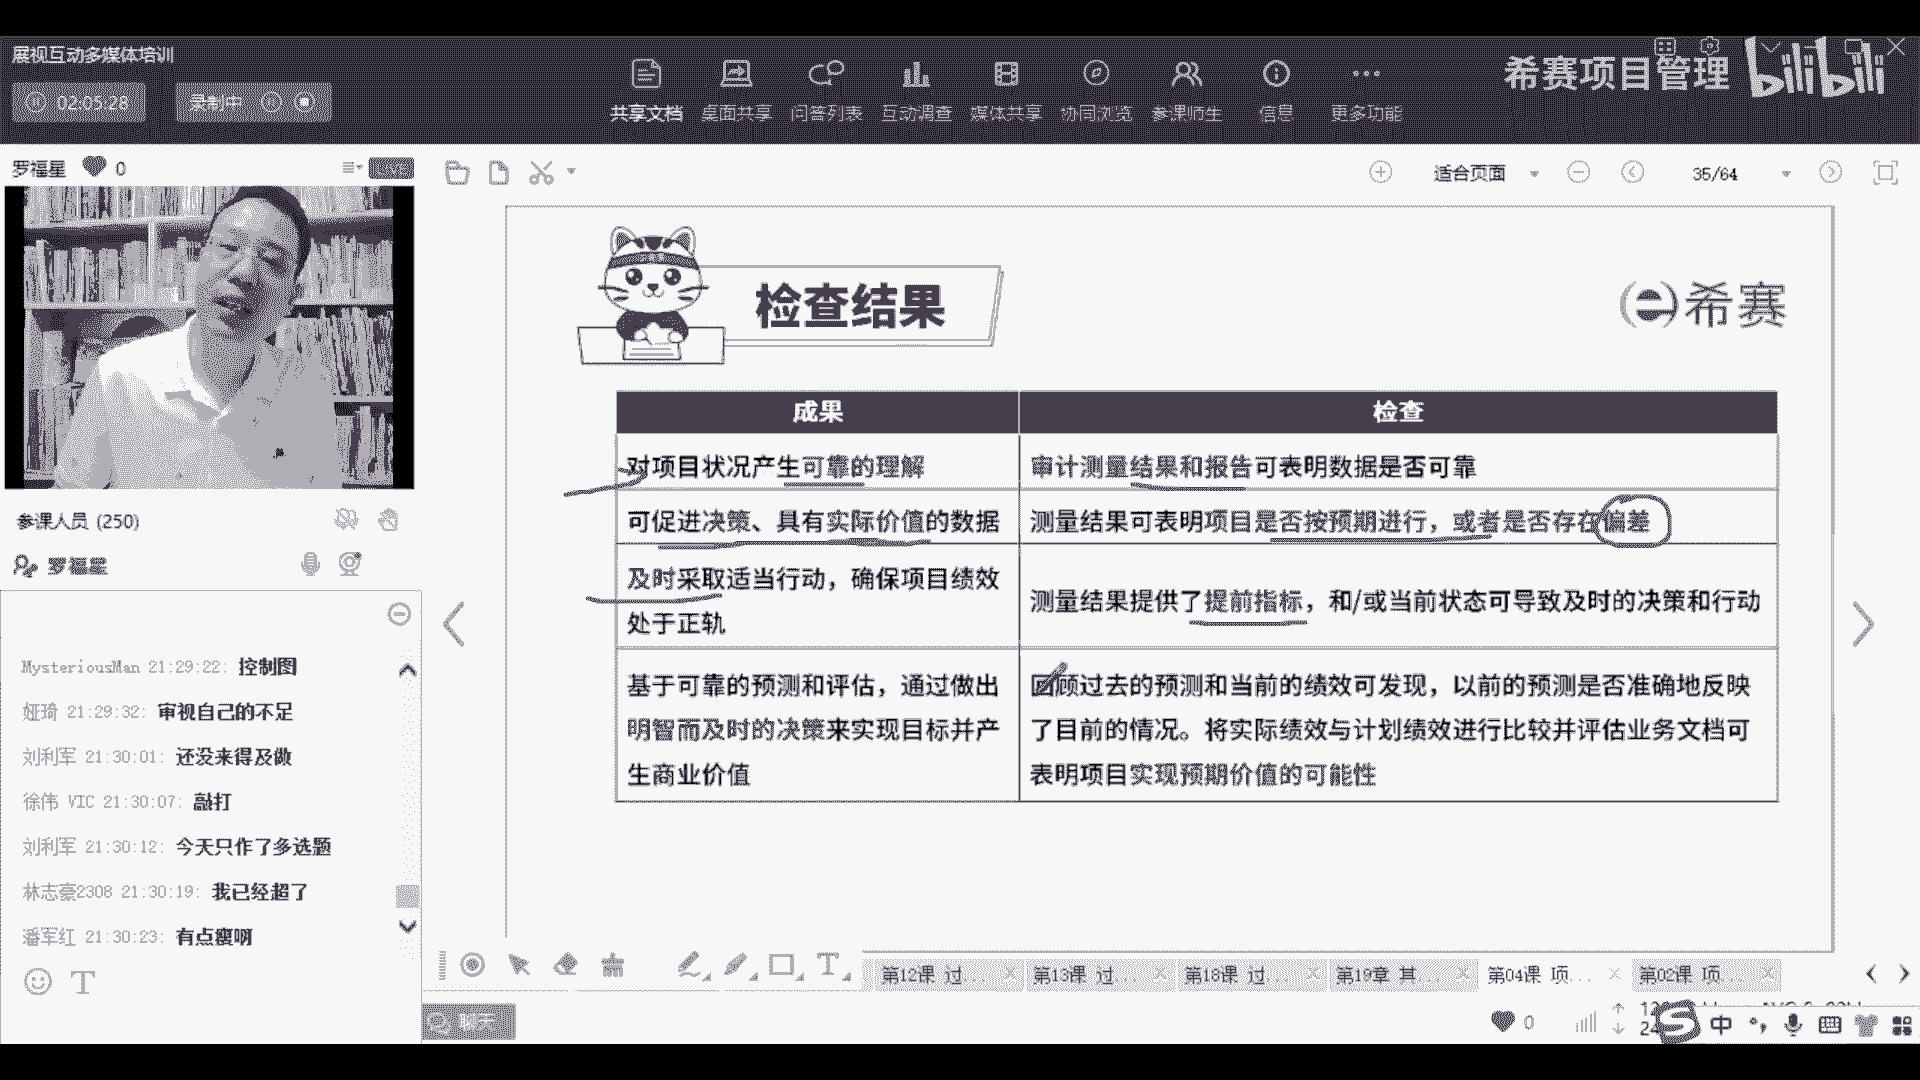 展视互动多媒体培训
02:05:28
录制中
共享文档
桌面共享
问答列表
互动调查
媒体共享
协同浏览
参课师生
信息
更多功能
希赛项目管理
bilibili
罗福星
0
LIVE
适合页面
35/64
检查结果
希赛
成果
检查
对项目状况产生可靠的理解
审计测量结果和报告可表明数据是否可靠
可促进决策、具有实际价值的数据
测量结果可表明项目是否按预期进行，或者是否存在偏差
及时采取适当行动，确保项目绩效
处于正轨
测量结果提供了提前指标，和/或当前状态可导致及时的决策和行动
基于可靠的预测和评估，通过做出
明智而及时的决策来实现目标并产
生商业价值
回顾过去的预测和当前的绩效可发现，以前的预测是否准确地反映
了目前的情况。将实际绩效与计划绩效进行比较并评估业务文档可
表明项目实现预期价值的可能性
参课人员 (250)
罗福星
MysteriousMan 21:29:22: 控制图
娅琦 21:29:32: 审视自己的不足
刘利军 21:30:01: 还没来得及做
徐伟 VIC 21:30:07: 敲打
刘利军 21:30:12: 今天只作了多选题
林志豪2308 21:30:19: 我已经超了
潘军红 21:30:23: 有点瘦啊
第12课 过...
第13课 过...
第18课 过...
第19章 其...
第04课 项...
第02课 项...
聊天
0
中